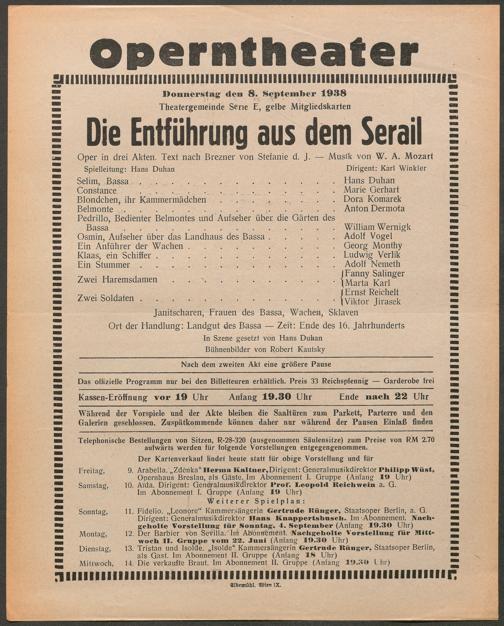 Operntheater
Donnerstag den 8. September 1938
Theatergemeinde Serie E, gelbe Mitgliedskarten
Die Entführung aus dem Serail
Oper in drei Akten. Text nach Brezner von Stefanie d. J. — Musik von W. A. Mozart
Spielleitung: Hans Duhan Dirigent: Karl Winkler
Selim, Bassa . . . . . . . . . . Hans Duhan
Constanze . . . . . . . . . . Marie Gerhart
Blondchen, ihr Kammermädchen . . . . . . Dora Komarek
Belmonte . . . . . . . . . . Anton Dermota
Pedrillo, Bedienter Belmontes und Aufseher über die Gärten des
Bassa . . . . . . . . . . William Wernigk
Osmin, Aufseher über das Landhaus des Bassa . . . . Adolf Vogel
Ein Anführer der Wachen . . . . . . . Georg Monthy
Klaas, ein Schiffer . . . . . . . . Ludwig Verlik
Ein Stummer . . . . . . . . . Adolf Nemeth
Zwei Haremsdamen . . . . . . . . {Fanny Salinger
{Marta Karl
Zwei Soldaten . . . . . . . . . {Ernst Reichelt
{Viktor Jirasek
Janitscharen, Frauen des Bassa, Wachen, Sklaven
Ort der Handlung: Landgut des Bassa — Zeit: Ende des 16. Jahrhunderts
In Szene gesetzt von Hans Duhan
Bühnenbilder von Robert Kautsky
Nach dem zweiten Akt eine größere Pause
Das offizielle Programm nur bei den Billetteuren erhältlich. Preis 33 Reichspfennig — Garderobe frei
Kassen-Eröffnung vor 19 Uhr Anfang 19.30 Uhr Ende nach 22 Uhr
Während der Vorspiele und der Akte bleiben die Saaltüren zum Parkett, Parterre und den
Galerien geschlossen. Zuspätkommende können daher nur während der Pausen Einlaß finden
Telephonische Bestellungen von Sitzen, R-28-320 (ausgenommen Säulensitze) zum Preise von RM 2.70
aufwärts werden für folgende Vorstellungen entgegengenommen.
Der Kartenverkauf findet heute statt für obige Vorstellung und für
Freitag, 9. Arabella. „Zdenka" Herma Kaltner, Dirigent: Generalmusikdirektor Philipp Wüst,
Opernhaus Breslau, als Gäste. Im Abonnement I. Gruppe (Anfang 19 Uhr)
Samstag, 10. Aida. Dirigent: Generalmusikdirektor Prof. Leopold Reichwein a. G.
Im Abonnement I. Gruppe (Anfang 19 Uhr)
Weiterer Spielplan:
Sonntag, 11. Fidelio. „Leonore" Kammersängerin Gertrude Rünger, Staatsoper Berlin, a. G.
Dirigent: Generalmusikdirektor Hans Knappertsbusch. Im Abonnement. Nach-
geholte Vorstellung für Sonntag, 4. September (Anfang 19.30 Uhr)
Montag, 12. Der Barbier von Sevilla. Im Abonnement. Nachgeholte Vorstellung für Mitt-
woch II. Gruppe vom 22. Juni (Anfang 19.30 Uhr)
Dienstag, 13. Tristan und Isolde. „Isolde" Kammersängerin Gertrude Rünger, Staatsoper Berlin,
als Gast. Im Abonnement II. Gruppe (Anfang 18 Uhr)
Mittwoch, 14. Die verkaufte Braut. Im Abonnement II. Gruppe (Anfang 19.30 Uhr)
Elbemühl, Wien IX.